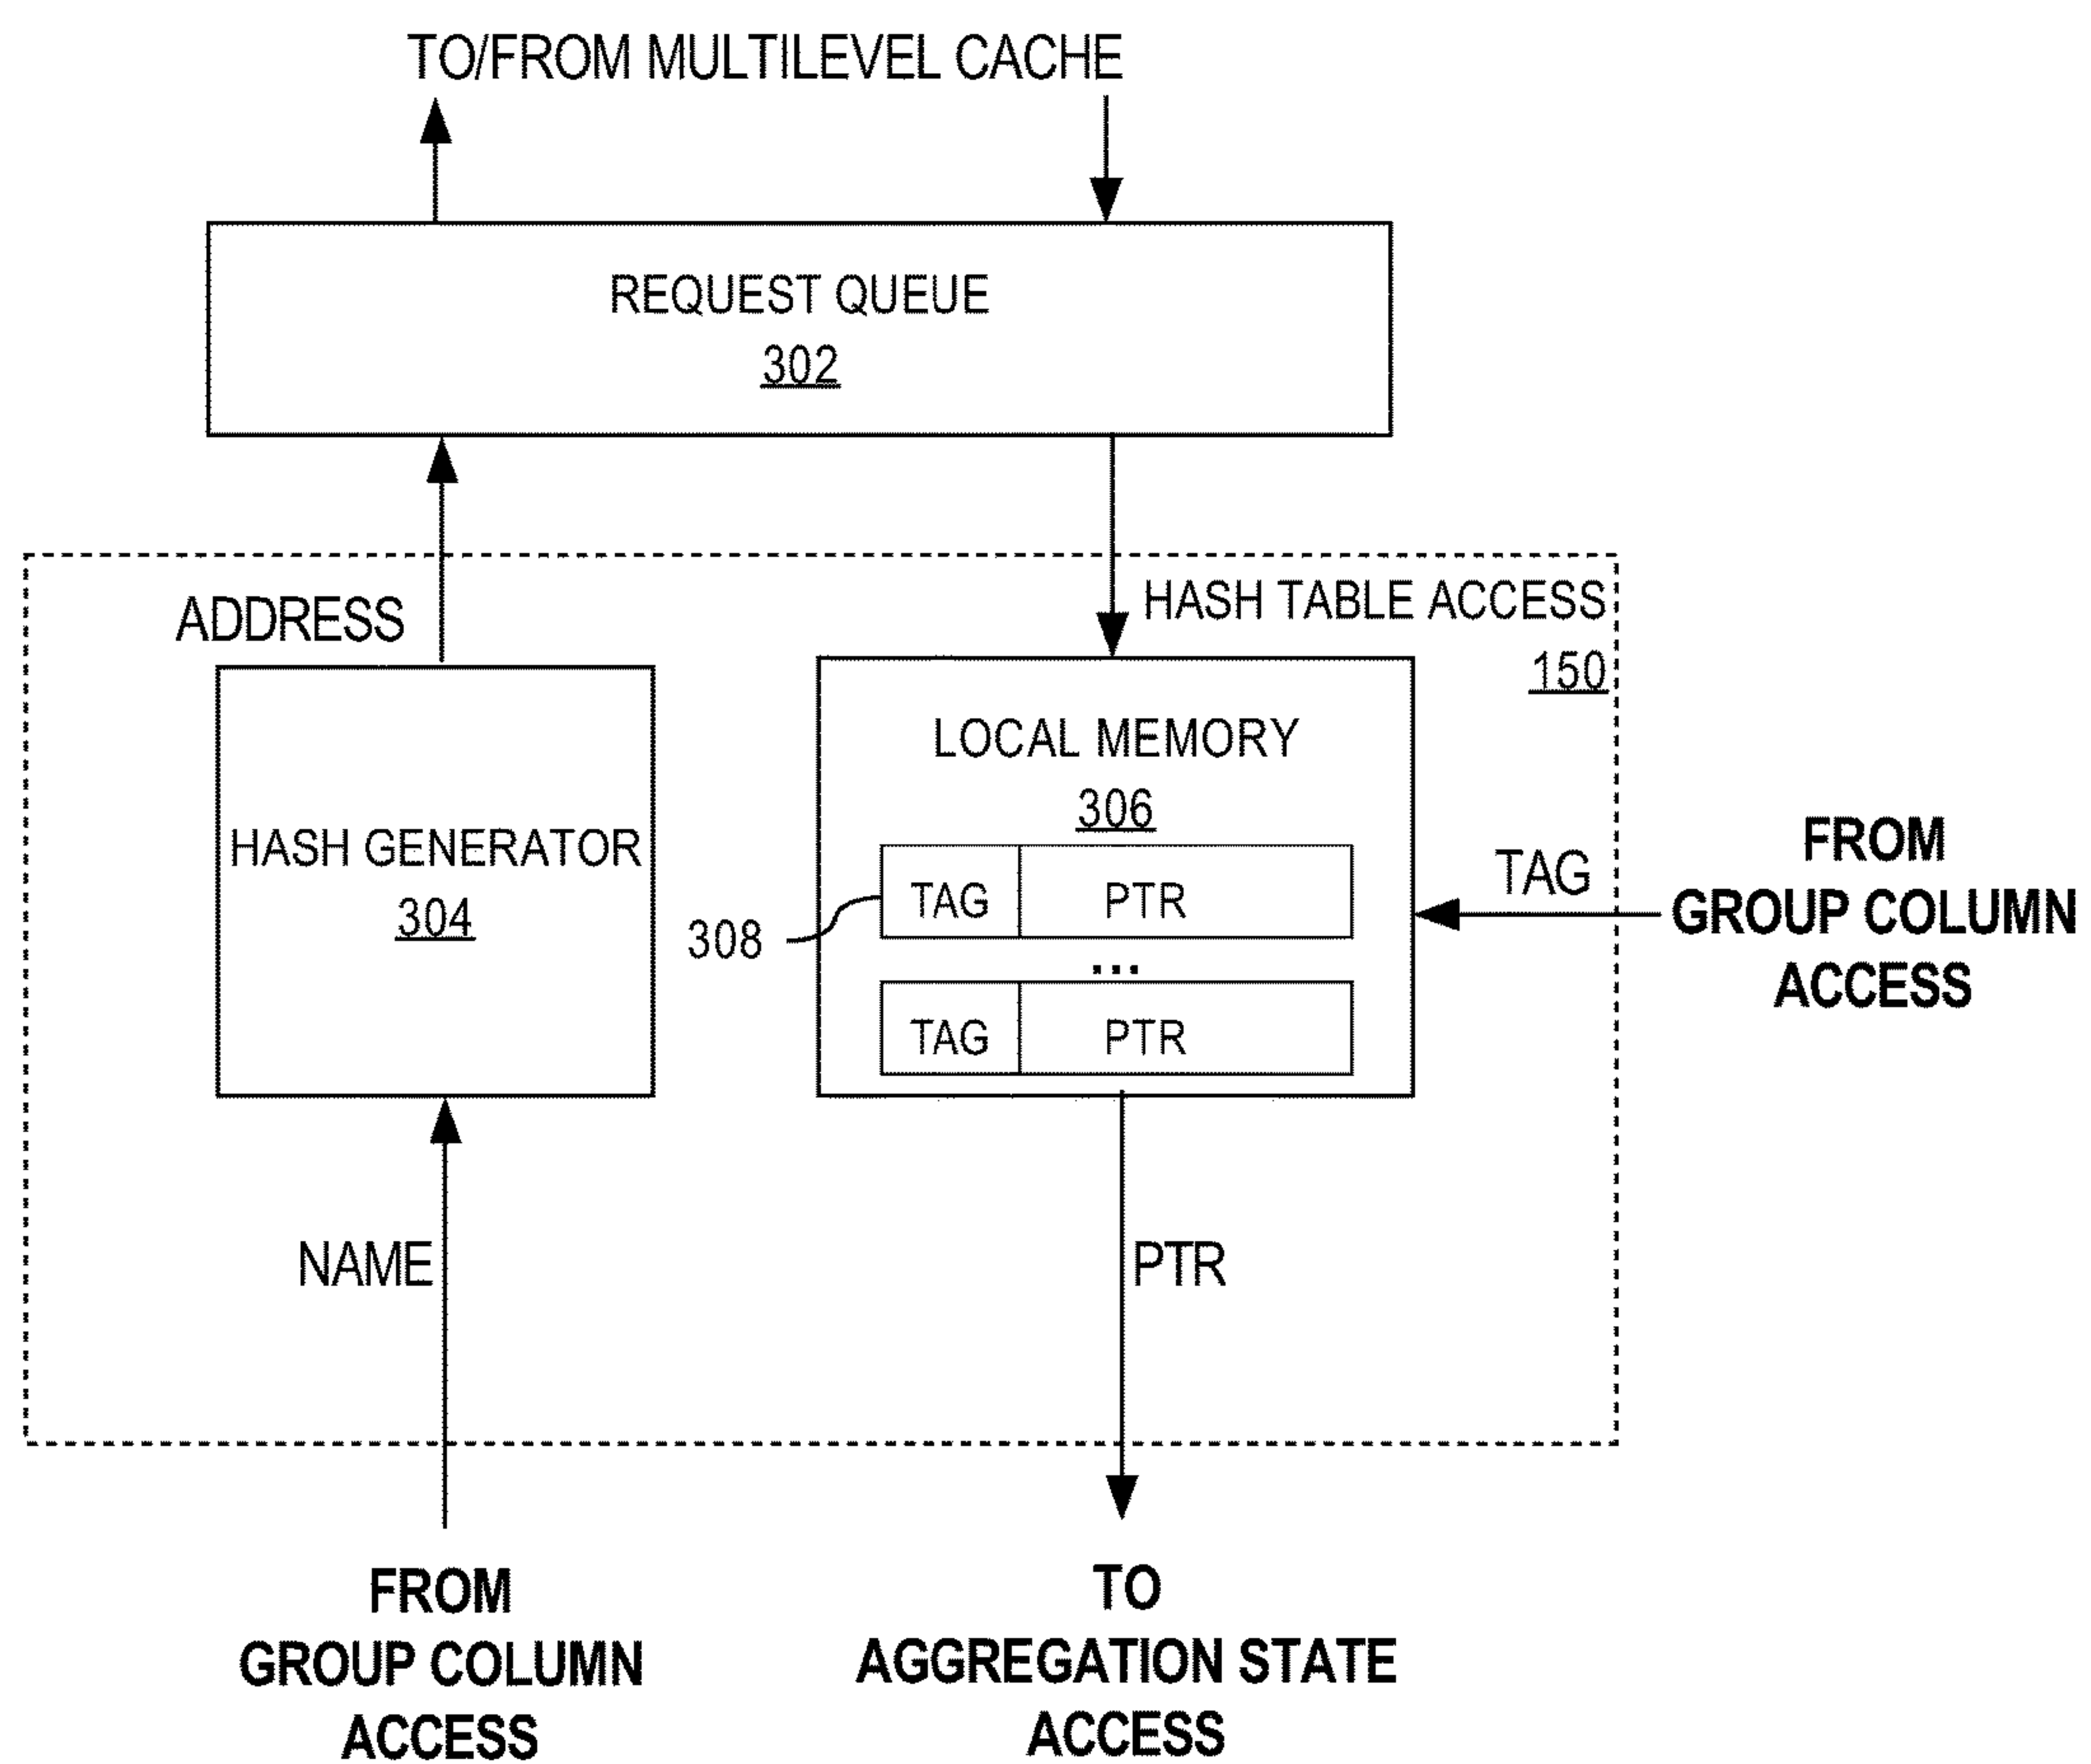 TO/FROM MULTILEVEL CACHE
REQUEST QUEUE
302
ADDRESS
HASH TABLE ACCESS
150
HASH GENERATOR
304
LOCAL MEMORY
306
308
TAG PTR
...
TAG PTR
TAG
FROM
GROUP COLUMN
ACCESS
NAME
PTR
FROM
GROUP COLUMN
ACCESS
TO
AGGREGATION STATE
ACCESS